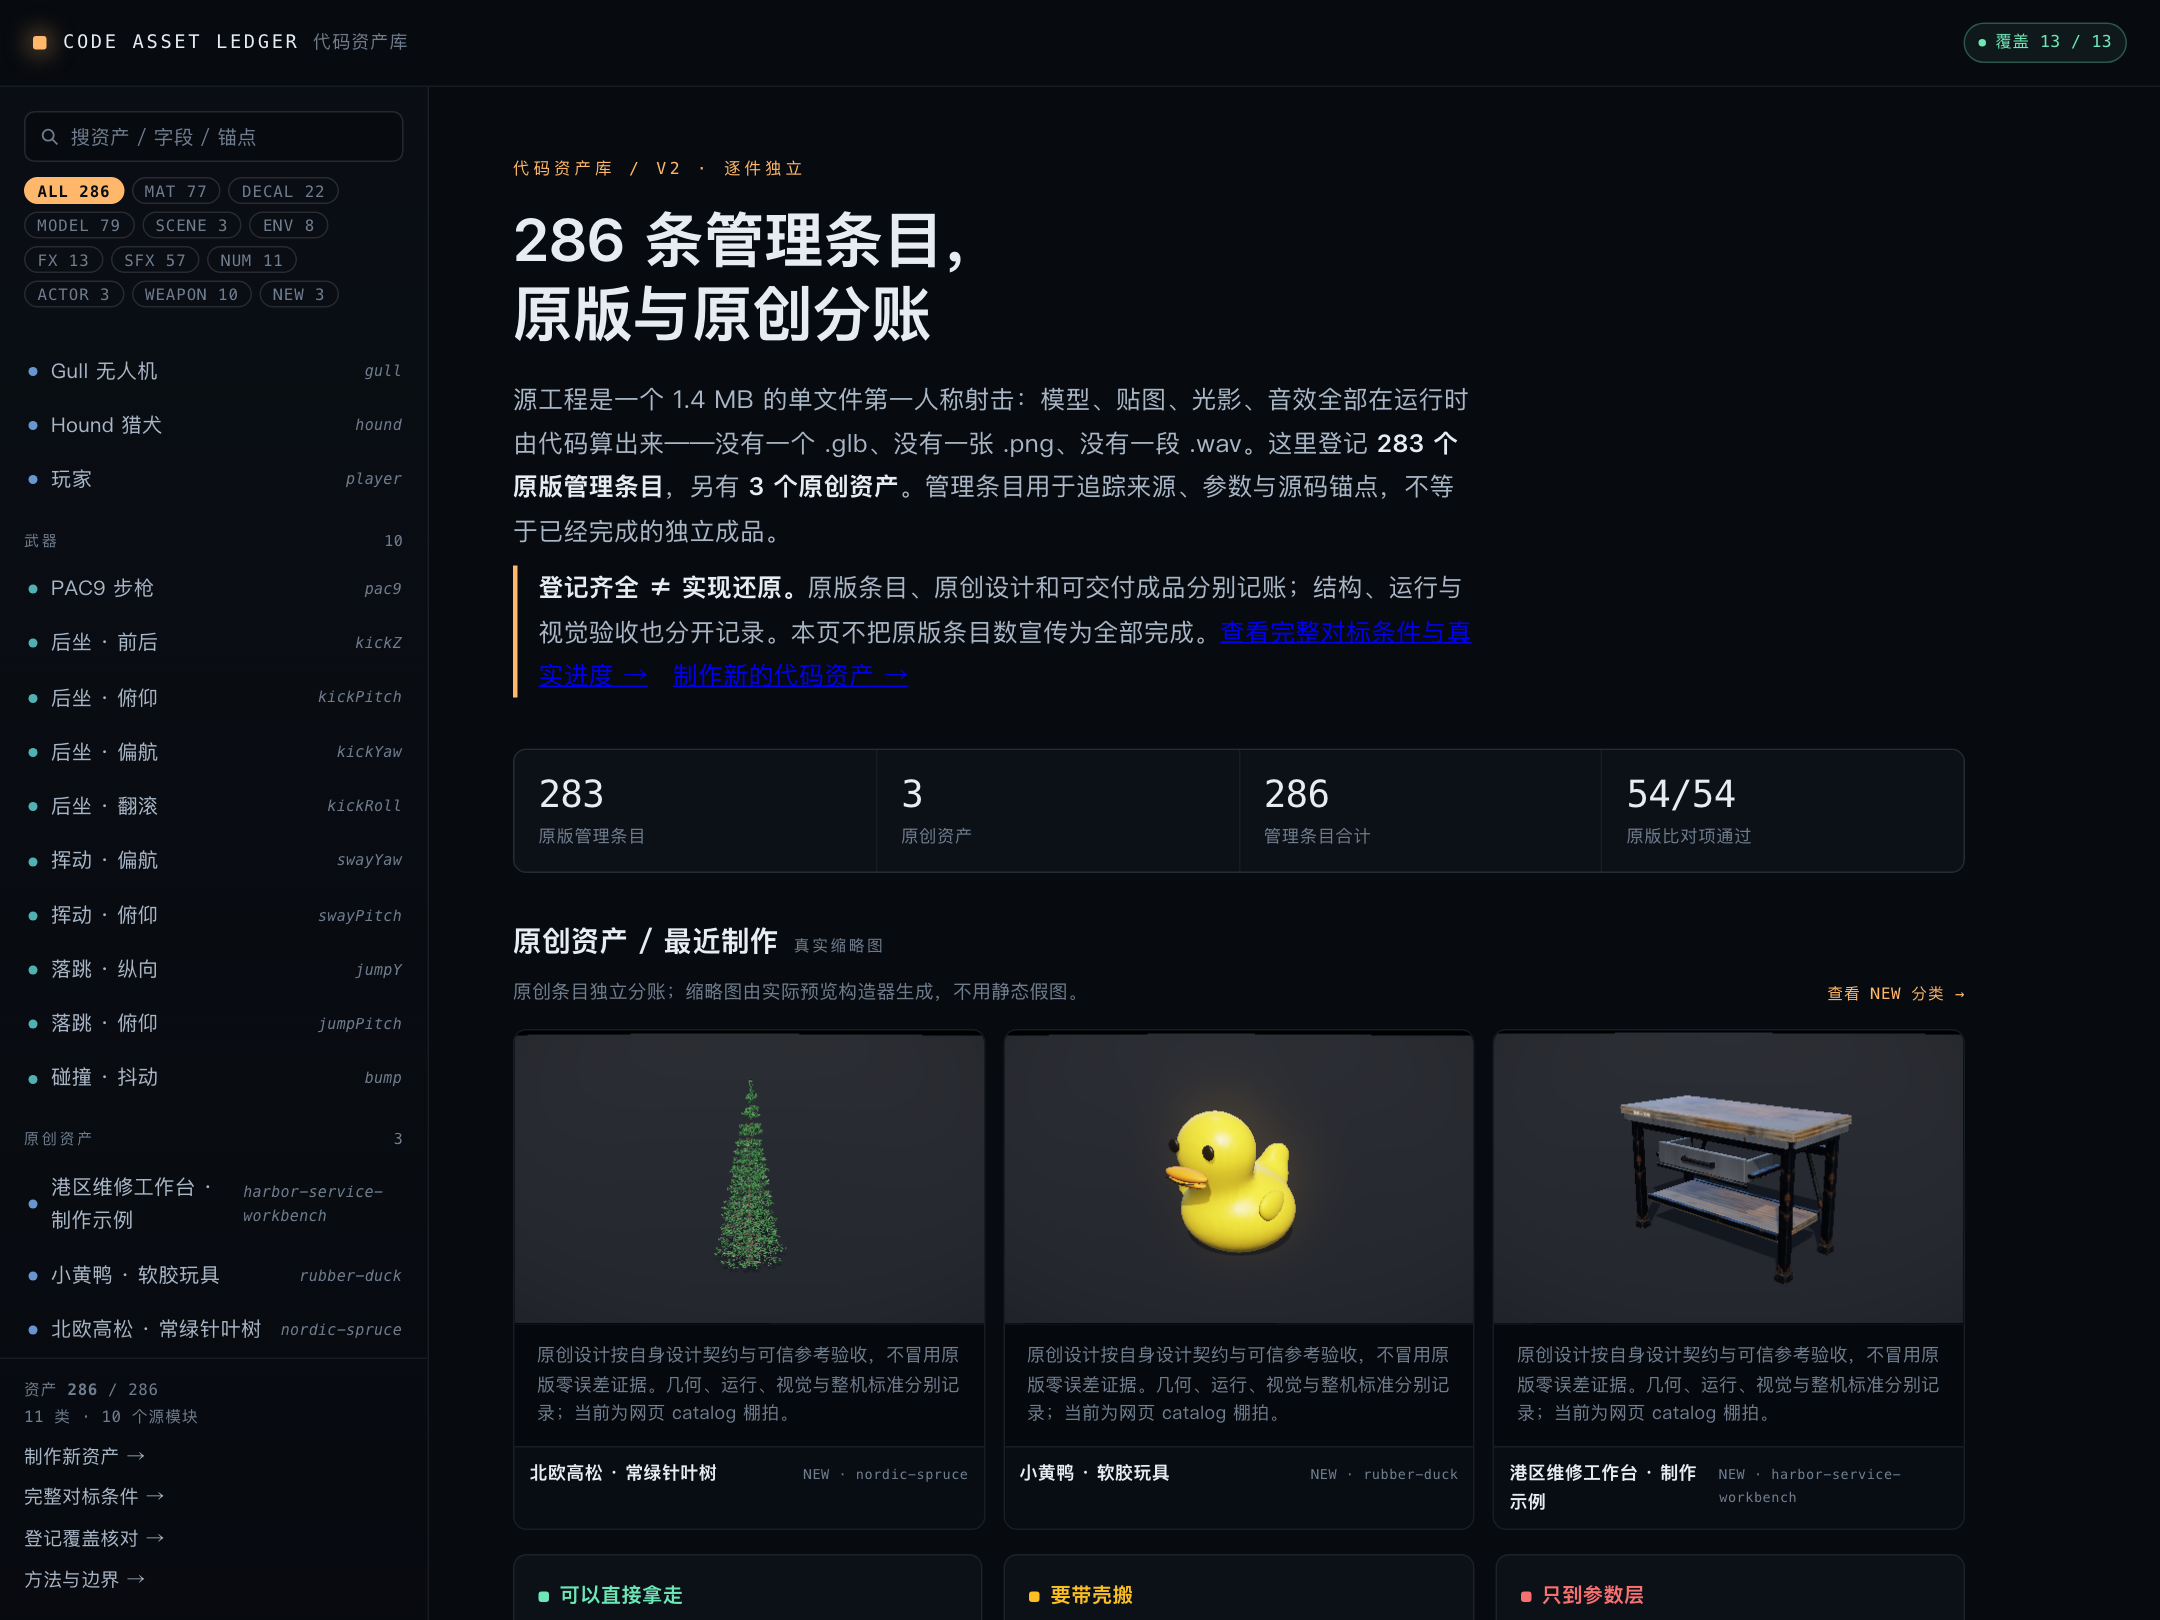 CODE ASSET LEDGER 代码资产库
覆盖 13 / 13
搜资产 / 字段 / 锚点
ALL 286 MAT 77 DECAL 22
MODEL 79 SCENE 3 ENV 8
FX 13 SFX 57 NUM 11
ACTOR 3 WEAPON 10 NEW 3
Gull 无人机 gull
Hound 猎犬 hound
玩家 player
武器 10
PAC9 步枪 pac9
后坐 · 前后 kickZ
后坐 · 俯仰 kickPitch
后坐 · 偏航 kickYaw
后坐 · 翻滚 kickRoll
挥动 · 偏航 swayYaw
挥动 · 俯仰 swayPitch
落跳 · 纵向 jumpY
落跳 · 俯仰 jumpPitch
碰撞 · 抖动 bump
原创资产 3
港区维修工作台 · 制作示例 harbor-service-workbench
小黄鸭 · 软胶玩具 rubber-duck
北欧高松 · 常绿针叶树 nordic-spruce
资产 286 / 286
11 类 · 10 个源模块
制作新资产 →
完整对标条件 →
登记覆盖核对 →
方法与边界 →
代码资产库 / V2 · 逐件独立
286 条管理条目，
原版与原创分账
源工程是一个 1.4 MB 的单文件第一人称射击：模型、贴图、光影、音效全部在运行时
由代码算出来——没有一个 .glb、没有一张 .png、没有一段 .wav。这里登记 283 个
原版管理条目，另有 3 个原创资产。管理条目用于追踪来源、参数与源码锚点，不等
于已经完成的独立成品。
登记齐全 ≠ 实现还原。原版条目、原创设计和可交付成品分别记账；结构、运行与
视觉验收也分开记录。本页不把原版条目数宣传为全部完成。查看完整对标条件与真
实进度 → 制作新的代码资产 →
283
原版管理条目
3
原创资产
286
管理条目合计
54/54
原版比对项通过
原创资产 / 最近制作 真实缩略图
原创条目独立分账；缩略图由实际预览构造器生成，不用静态假图。
查看 NEW 分类 →
原创设计按自身设计契约与可信参考验收，不冒用原
版零误差证据。几何、运行、视觉与整机标准分别记
录；当前为网页 catalog 棚拍。
北欧高松 · 常绿针叶树 NEW · nordic-spruce
原创设计按自身设计契约与可信参考验收，不冒用原
版零误差证据。几何、运行、视觉与整机标准分别记
录；当前为网页 catalog 棚拍。
小黄鸭 · 软胶玩具 NEW · rubber-duck
原创设计按自身设计契约与可信参考验收，不冒用原
版零误差证据。几何、运行、视觉与整机标准分别记
录；当前为网页 catalog 棚拍。
港区维修工作台 · 制作示例 NEW · harbor-service-workbench
可以直接拿走
要带壳搬
只到参数层